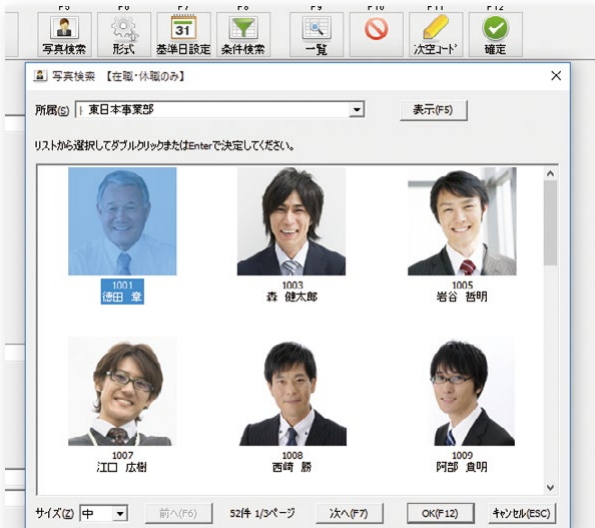 F5 F6 F7 F8 F9 F10 F11 F12
写真検索 形式 基準日設定 条件検索 一覧 次空コード 確定
31
写真検索 【在職・休職のみ】
所属(S) 東日本事業部 表示(F5)
リストから選択してダブルクリックまたはEnterで決定してください。
1001 1003 1005
徳田 章 森 健太郎 岩谷 哲明
1007 1008 1009
江口 広樹 西崎 勝 阿部 貴明
サイズ(Z) 中 前へ(F6) 52件 1/3ページ 次へ(F7) OK(F12) キャンセル(ESC)